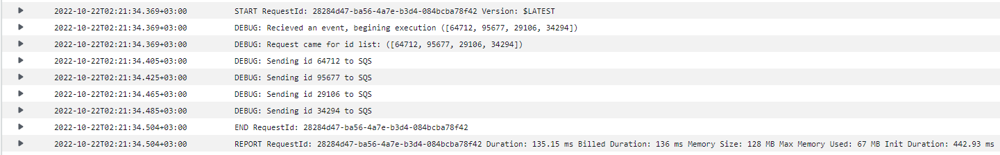 2022-10-22T02:21:34.369+03:00 START RequestId: 28284d47-ba56-4a7e-b3d4-084bcba78f42 Version: $LATEST
2022-10-22T02:21:34.369+03:00 DEBUG: Recieved an event, begining execution ([64712, 95677, 29106, 34294])
2022-10-22T02:21:34.369+03:00 DEBUG: Request came for id list: ([64712, 95677, 29106, 34294])
2022-10-22T02:21:34.405+03:00 DEBUG: Sending id 64712 to SQS
2022-10-22T02:21:34.425+03:00 DEBUG: Sending id 95677 to SQS
2022-10-22T02:21:34.465+03:00 DEBUG: Sending id 29106 to SQS
2022-10-22T02:21:34.485+03:00 DEBUG: Sending id 34294 to SQS
2022-10-22T02:21:34.504+03:00 END RequestId: 28284d47-ba56-4a7e-b3d4-084bcba78f42
2022-10-22T02:21:34.504+03:00 REPORT RequestId: 28284d47-ba56-4a7e-b3d4-084bcba78f42 Duration: 135.15 ms Billed Duration: 136 ms Memory Size: 128 MB Max Memory Used: 67 MB Init Duration: 442.93 ms